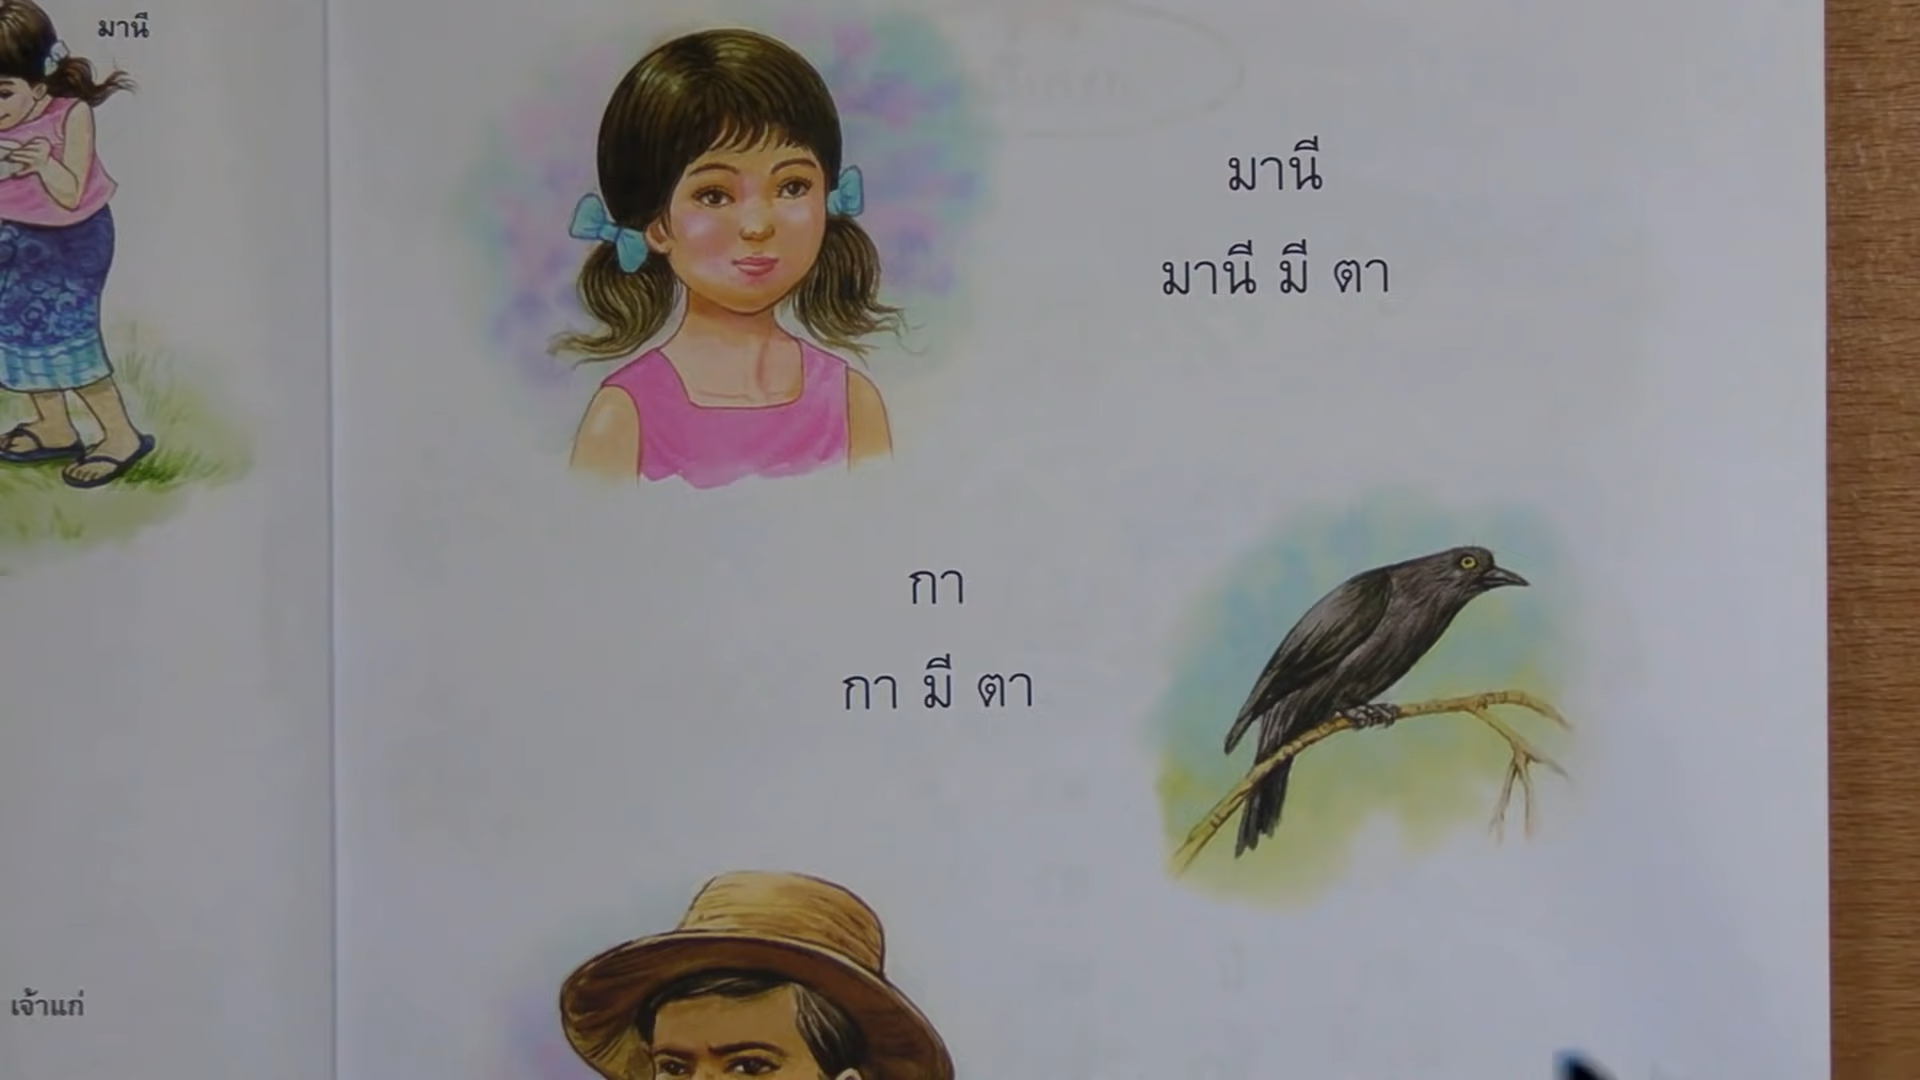 มานี
เจ้าแก่
มานี
มานี มี ตา
กา
กา มี ตา